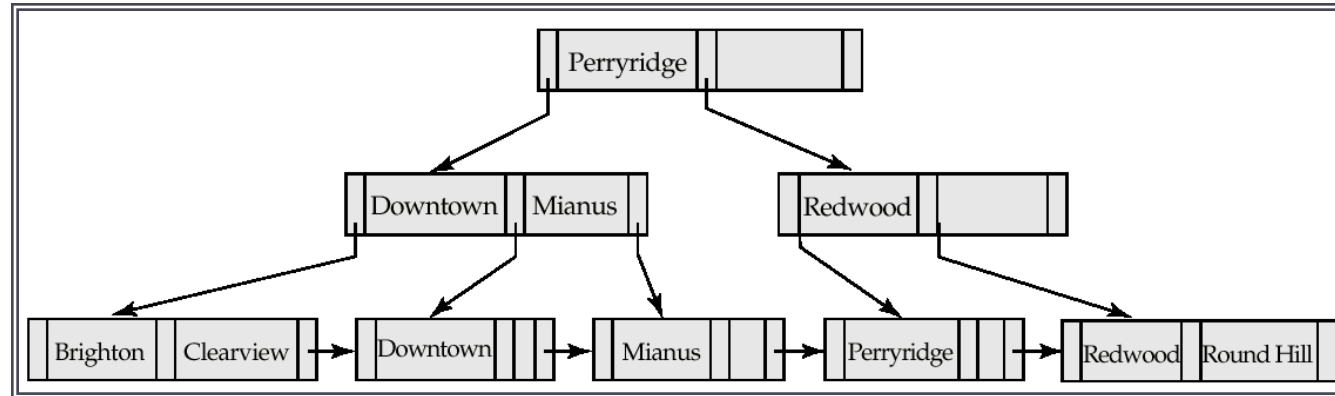 Perryridge
Downtown Mianus Redwood
Brighton Clearview Downtown Mianus Perryridge Redwood Round Hill